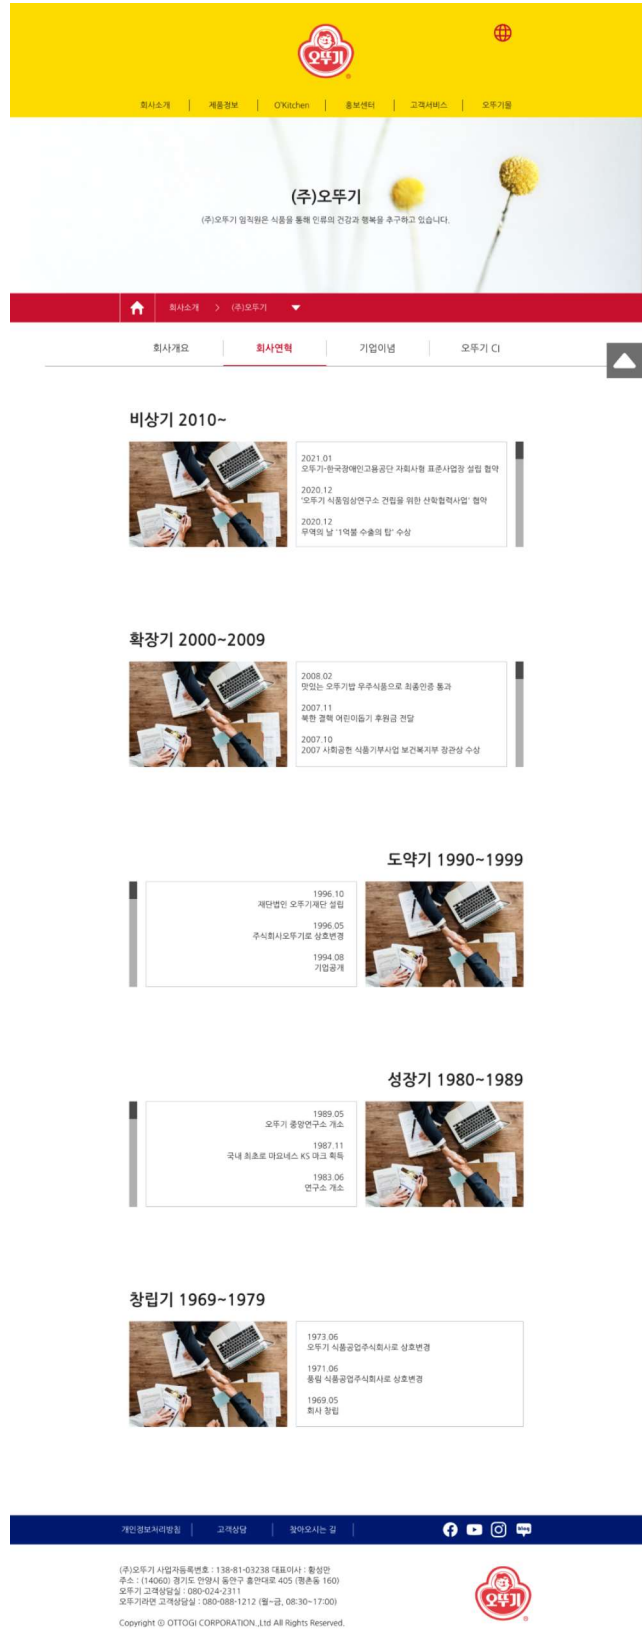 오뚜기
회사소개 | 제품정보 | O'Kitchen | 홍보센터 | 고객서비스 | 오뚜기몰
(주)오뚜기
(주)오뚜기 임직원은 식품을 통해 인류의 건강과 행복을 추구하고 있습니다.
회사소개 > (주)오뚜기
회사개요 회사연혁 기업이념 오뚜기 CI
비상기 2010~
2021.01
오뚜기-한국장애인고용공단 자회사형 표준사업장 설립 협약
2020.12
'오뚜기 식품임상연구소 건립을 위한 산학협력사업' 협약
2020.12
무역의 날 '1억불 수출의 탑' 수상
확장기 2000~2009
2008.02
맛있는 오뚜기밥 우주식품으로 최종인증 통과
2007.11
북한 결핵 어린이돕기 후원금 전달
2007.10
2007 사회공헌 식품기부사업 보건복지부 장관상 수상
도약기 1990~1999
1996.10
재단법인 오뚜기재단 설립
1996.05
주식회사오뚜기로 상호변경
1994.08
기업공개
성장기 1980~1989
1989.05
오뚜기 중앙연구소 개소
1987.11
국내 최초로 마요네스 KS 마크 획득
1983.06
연구소 개소
창립기 1969~1979
1973.06
오뚜기 식품공업주식회사로 상호변경
1971.06
풍림 식품공업주식회사로 상호변경
1969.05
회사 창립
개인정보처리방침 | 고객상담 | 찾아오시는 길 |
blog
(주)오뚜기 사업자등록번호 : 138-81-03238 대표이사 : 황성만
주소 : (14060) 경기도 안양시 동안구 흥안대로 405 (평촌동 160)
오뚜기 고객상담실 : 080-024-2311
오뚜기라면 고객상담실 : 080-088-1212 (월~금, 08:30~17:00)
Copyright ⓒ OTTOGI CORPORATION.,Ltd All Rights Reserved.
오뚜기